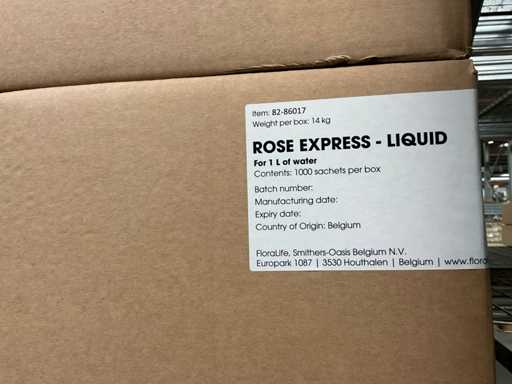 Item: 82-86017
Weight per box: 14 kg
ROSE EXPRESS - LIQUID
For 1 L of water
Contents: 1000 sachets per box
Batch number:
Manufacturing date:
Expiry date:
Country of Origin: Belgium
FloraLife, Smithers-Oasis Belgium N.V.
Europark 1087 | 3530 Houthalen | Belgium | www.flora